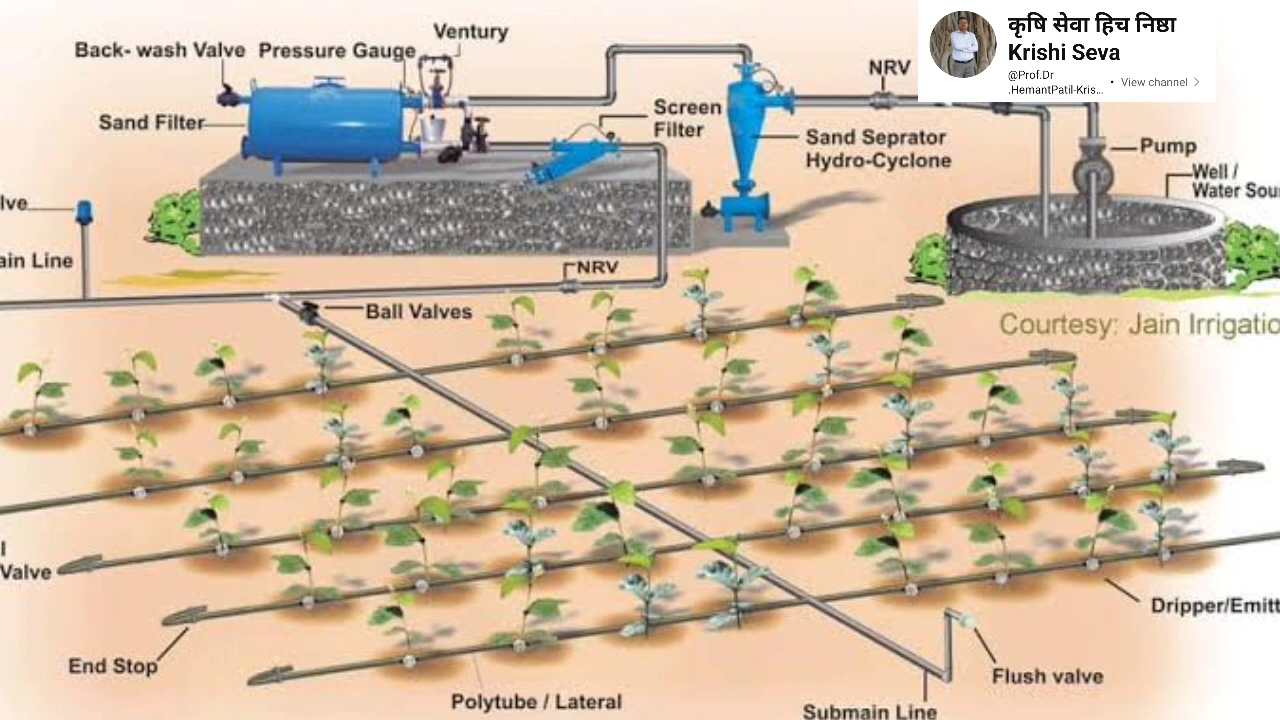 कृषि सेवा हिच निष्ठा
Krishi Seva
@Prof.Dr
.HemantPatil-Kris...
• View channel >
Ventury
Back- wash Valve
Pressure Gauge
NRV
Screen
Filter
Sand Filter
Sand Seprator
Hydro-Cyclone
Pump
Well /
Water Sou
lve
ain Line
NRV
Ball Valves
Courtesy: Jain Irrigatio
l
Valve
Dripper/Emitt
End Stop
Flush valve
Polytube / Lateral
Submain Line